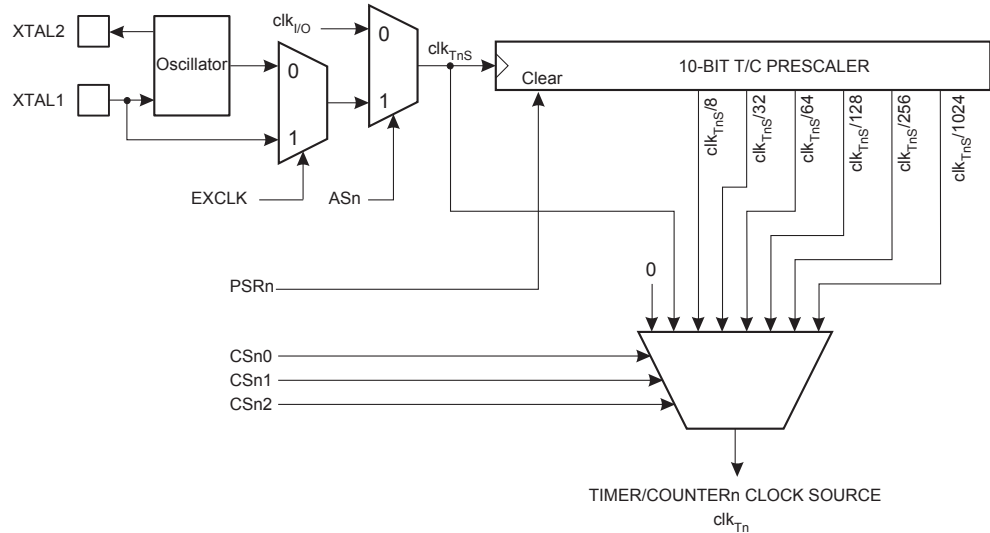 XTAL2
XTAL1
Oscillator
0
1
EXCLK
clkI/O
0
1
ASn
clkTnS
10-BIT T/C PRESCALER
Clear
clkTnS/8
clkTnS/32
clkTnS/64
clkTnS/128
clkTnS/256
clkTnS/1024
PSRn
0
CSn0
CSn1
CSn2
TIMER/COUNTERn CLOCK SOURCE
clkTn